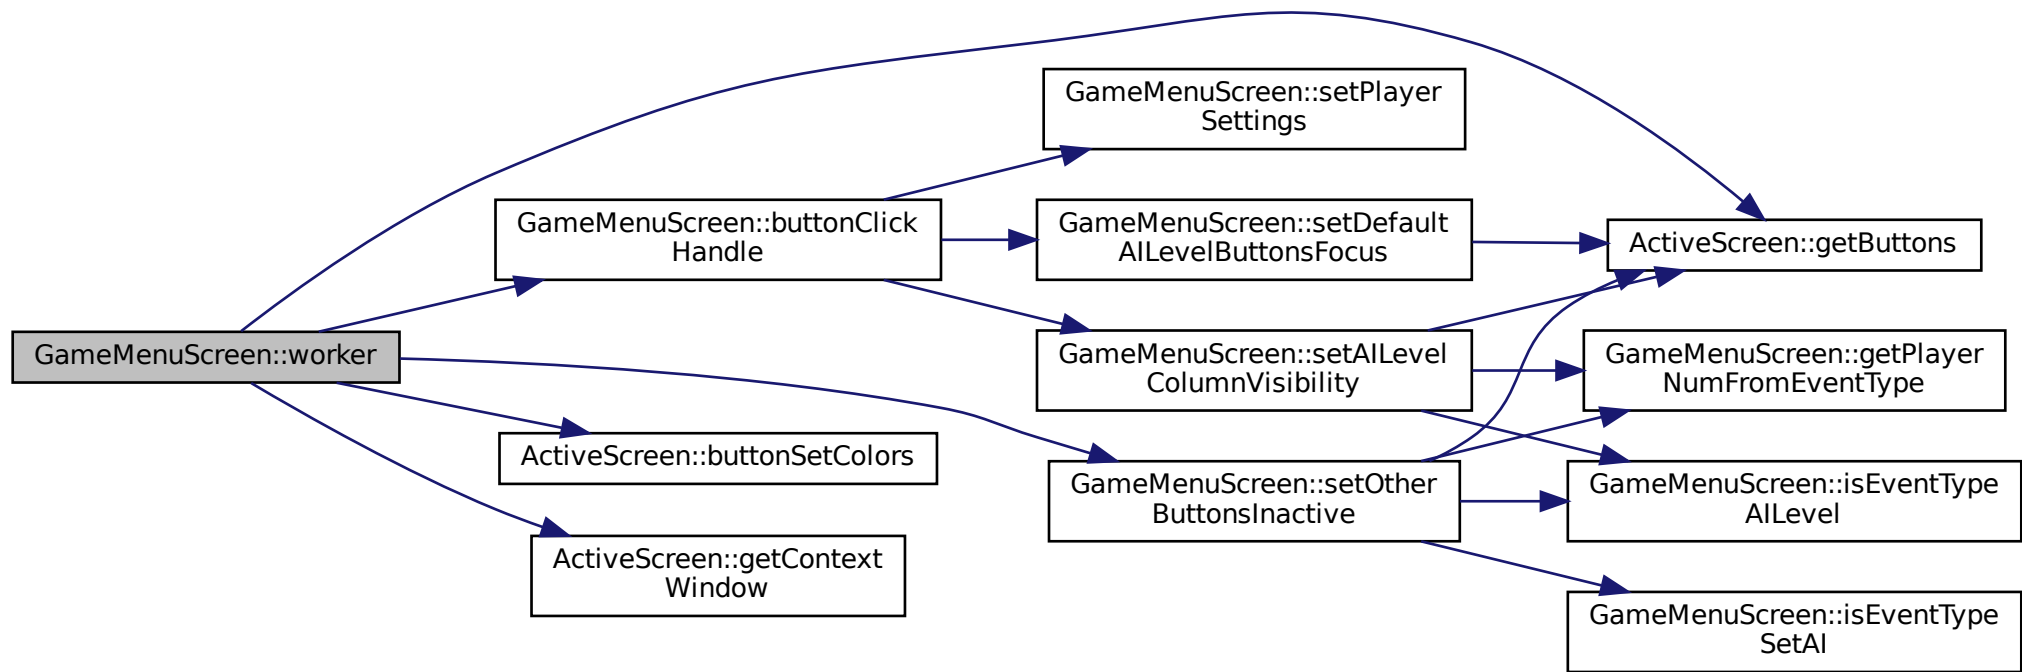 GameMenuScreen::worker
GameMenuScreen::buttonClick
Handle
ActiveScreen::buttonSetColors
ActiveScreen::getContext
Window
GameMenuScreen::setPlayer
Settings
GameMenuScreen::setDefault
AILevelButtonsFocus
GameMenuScreen::setAILevel
ColumnVisibility
GameMenuScreen::setOther
ButtonsInactive
ActiveScreen::getButtons
GameMenuScreen::getPlayer
NumFromEventType
GameMenuScreen::isEventType
AILevel
GameMenuScreen::isEventType
SetAI